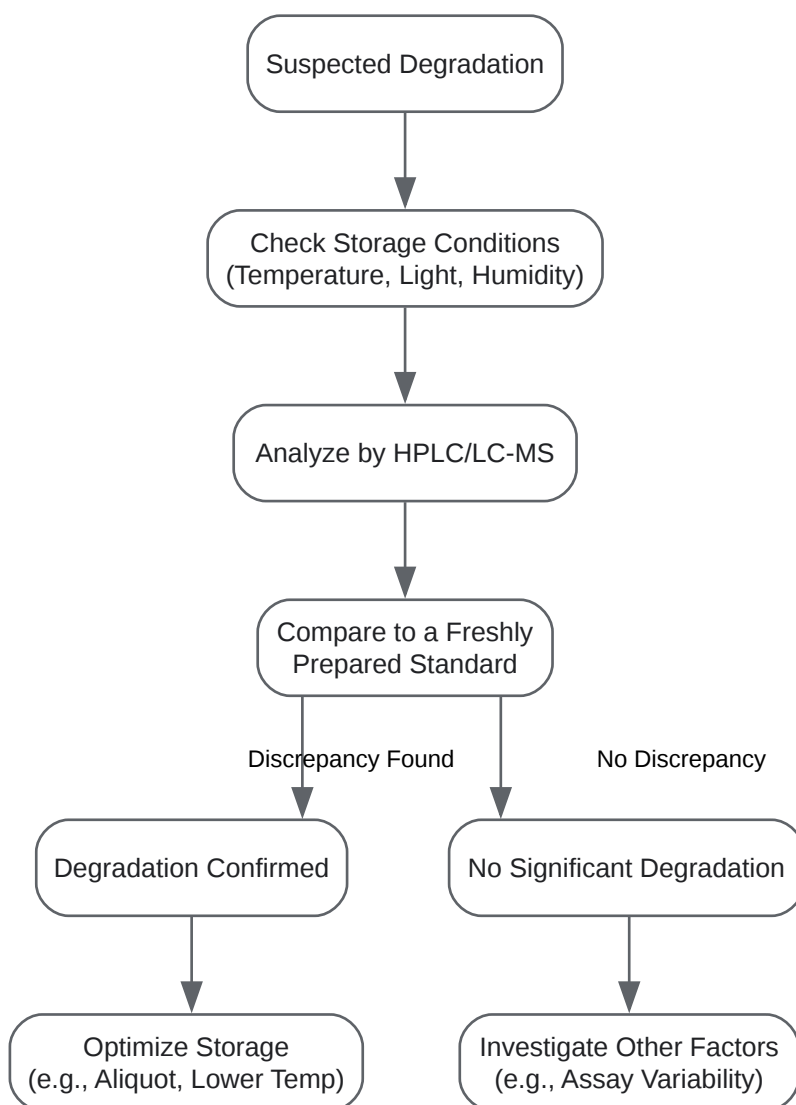 Suspected Degradation
Check Storage Conditions
(Temperature, Light, Humidity)
Analyze by HPLC/LC-MS
Compare to a Freshly
Prepared Standard
Discrepancy Found
No Discrepancy
Degradation Confirmed
No Significant Degradation
Optimize Storage
(e.g., Aliquot, Lower Temp)
Investigate Other Factors
(e.g., Assay Variability)